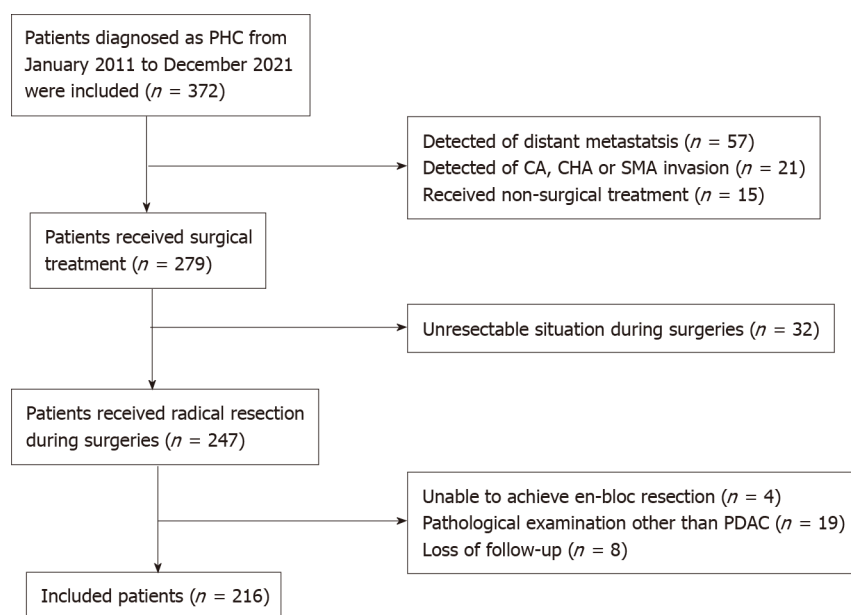 Patients diagnosed as PHC from
January 2011 to December 2021
were included (n = 372)
Detected of distant metastatsis (n = 57)
Detected of CA, CHA or SMA invasion (n = 21)
Received non-surgical treatment (n = 15)
Patients received surgical
treatment (n = 279)
Unresectable situation during surgeries (n = 32)
Patients received radical resection
during surgeries (n = 247)
Unable to achieve en-bloc resection (n = 4)
Pathological examination other than PDAC (n = 19)
Loss of follow-up (n = 8)
Included patients (n = 216)